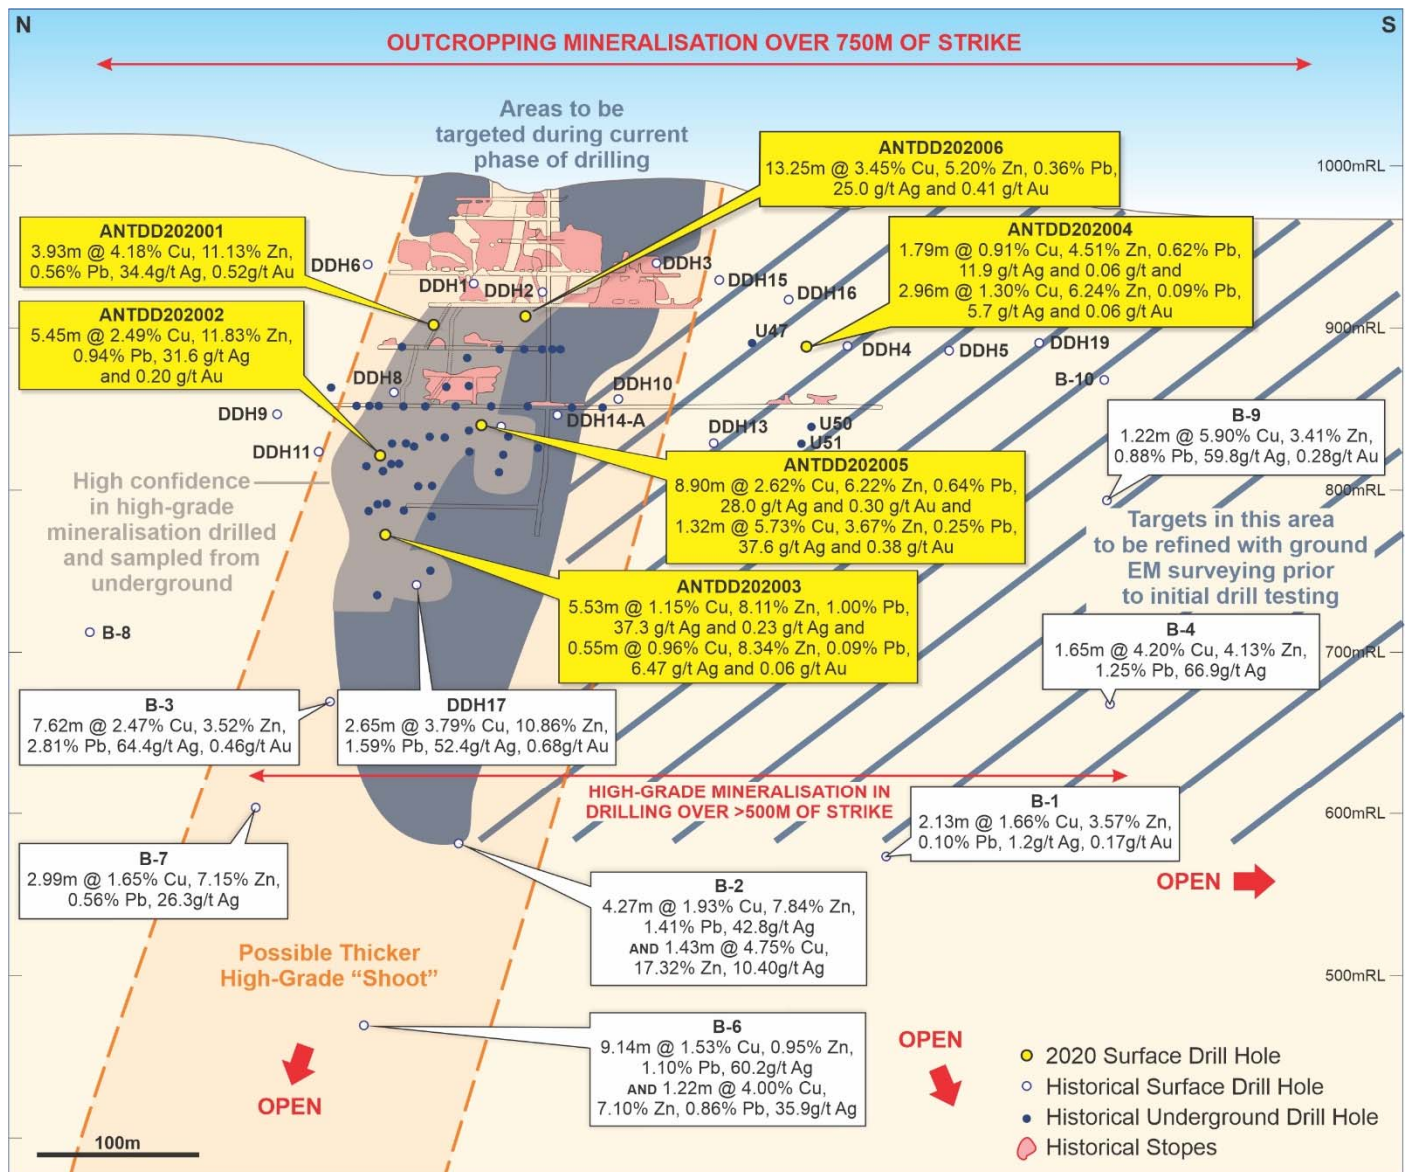 N
S
OUTCROPPING MINERALISATION OVER 750M OF STRIKE
Areas to be
targeted during current
phase of drilling
ANTDD202006
13.25m @ 3.45% Cu, 5.20% Zn, 0.36% Pb,
25.0 g/t Ag and 0.41 g/t Au
1000mRL
ANTDD202001
3.93m @ 4.18% Cu, 11.13% Zn,
0.56% Pb, 34.4g/t Ag, 0.52g/t Au
ANTDD202004
1.79m @ 0.91% Cu, 4.51% Zn, 0.62% Pb,
11.9 g/t Ag and 0.06 g/t and
2.96m @ 1.30% Cu, 6.24% Zn, 0.09% Pb,
5.7 g/t Ag and 0.06 g/t Au
DDH6
DDH1
DDH2
DDH3
DDH15
DDH16
ANTDD202002
5.45m @ 2.49% Cu, 11.83% Zn,
0.94% Pb, 31.6 g/t Ag
and 0.20 g/t Au
900mRL
U47
DDH4
DDH5
DDH19
B-10
DDH8
DDH10
DDH9
DDH14-A
DDH13
U50
U51
DDH11
B-9
1.22m @ 5.90% Cu, 3.41% Zn,
0.88% Pb, 59.8g/t Ag, 0.28g/t Au
ANTDD202005
8.90m @ 2.62% Cu, 6.22% Zn, 0.64% Pb,
28.0 g/t Ag and 0.30 g/t Au and
1.32m @ 5.73% Cu, 3.67% Zn, 0.25% Pb,
37.6 g/t Ag and 0.38 g/t Au
High confidence
in high-grade
mineralisation drilled
and sampled from
underground
800mRL
Targets in this area
to be refined with ground
EM surveying prior
to initial drill testing
ANTDD202003
5.53m @ 1.15% Cu, 8.11% Zn, 1.00% Pb,
37.3 g/t Ag and 0.23 g/t Ag and
0.55m @ 0.96% Cu, 8.34% Zn, 0.09% Pb,
6.47 g/t Ag and 0.06 g/t Au
B-8
B-4
1.65m @ 4.20% Cu, 4.13% Zn,
1.25% Pb, 66.9g/t Ag
700mRL
B-3
7.62m @ 2.47% Cu, 3.52% Zn,
2.81% Pb, 64.4g/t Ag, 0.46g/t Au
DDH17
2.65m @ 3.79% Cu, 10.86% Zn,
1.59% Pb, 52.4g/t Ag, 0.68g/t Au
HIGH-GRADE MINERALISATION IN
DRILLING OVER >500M OF STRIKE
B-1
2.13m @ 1.66% Cu, 3.57% Zn,
0.10% Pb, 1.2g/t Ag, 0.17g/t Au
600mRL
B-7
2.99m @ 1.65% Cu, 7.15% Zn,
0.56% Pb, 26.3g/t Ag
OPEN
B-2
4.27m @ 1.93% Cu, 7.84% Zn,
1.41% Pb, 42.8g/t Ag
AND 1.43m @ 4.75% Cu,
17.32% Zn, 10.40g/t Ag
Possible Thicker
High-Grade “Shoot”
500mRL
B-6
9.14m @ 1.53% Cu, 0.95% Zn,
1.10% Pb, 60.2g/t Ag
AND 1.22m @ 4.00% Cu,
7.10% Zn, 0.86% Pb, 35.9g/t Ag
OPEN
OPEN
2020 Surface Drill Hole
Historical Surface Drill Hole
Historical Underground Drill Hole
Historical Stopes
100m